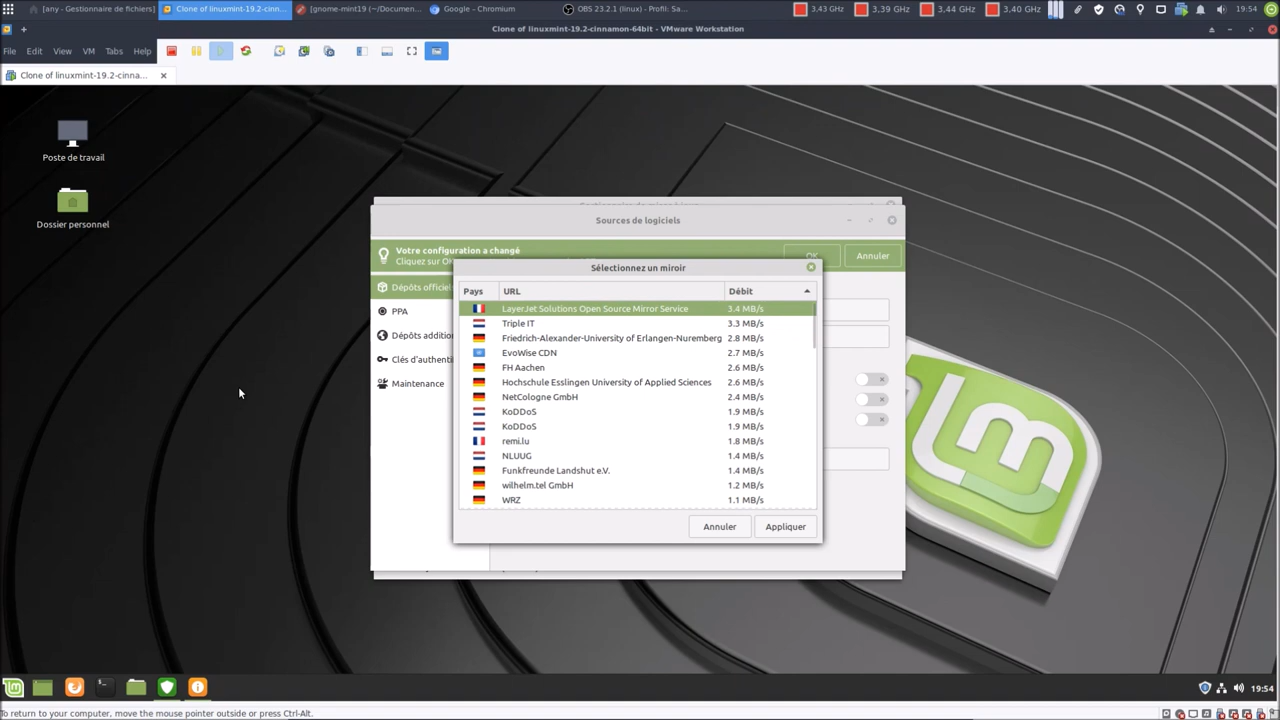 [any - Gestionnaire de fichiers]
Clone of linuxmint-19.2-cinn...
[gnome-mint19 (~/Documen...
Google - Chromium
OBS 23.2.1 (linux) - Profil: Sa...
3,43 GHz
3,39 GHz
3,44 GHz
3,40 GHz
19:54
Clone of linuxmint-19.2-cinnamon-64bit - VMware Workstation
File Edit VM Tabs Help
Clone of linuxmint-19.2-cinna...
Poste de travail
Dossier personnel
Sources de logiciels
Votre configuration a changé
Cliquez sur O
OK
Annuler
Dépôts officiel
PPA
Dépôts additio
Clés d'authenti
Maintenance
Sélectionnez un miroir
Pays URL Débit
LayerJet Solutions Open Source Mirror Service 3.4 MB/s
Triple IT 3.3 MB/s
Friedrich-Alexander-University of Erlangen-Nuremberg 2.8 MB/s
EvoWise CDN 2.7 MB/s
FH Aachen 2.6 MB/s
Hochschule Esslingen University of Applied Sciences 2.6 MB/s
NetCologne GmbH 2.4 MB/s
KoDDoS 1.9 MB/s
KoDDoS 1.9 MB/s
remi.lu 1.8 MB/s
NLUUG 1.4 MB/s
Funkfreunde Landshut e.V. 1.4 MB/s
wilhelm.tel GmbH 1.2 MB/s
WRZ 1.1 MB/s
Annuler Appliquer
19:54
To return to your computer, move the mouse pointer outside or press Ctrl-Alt.